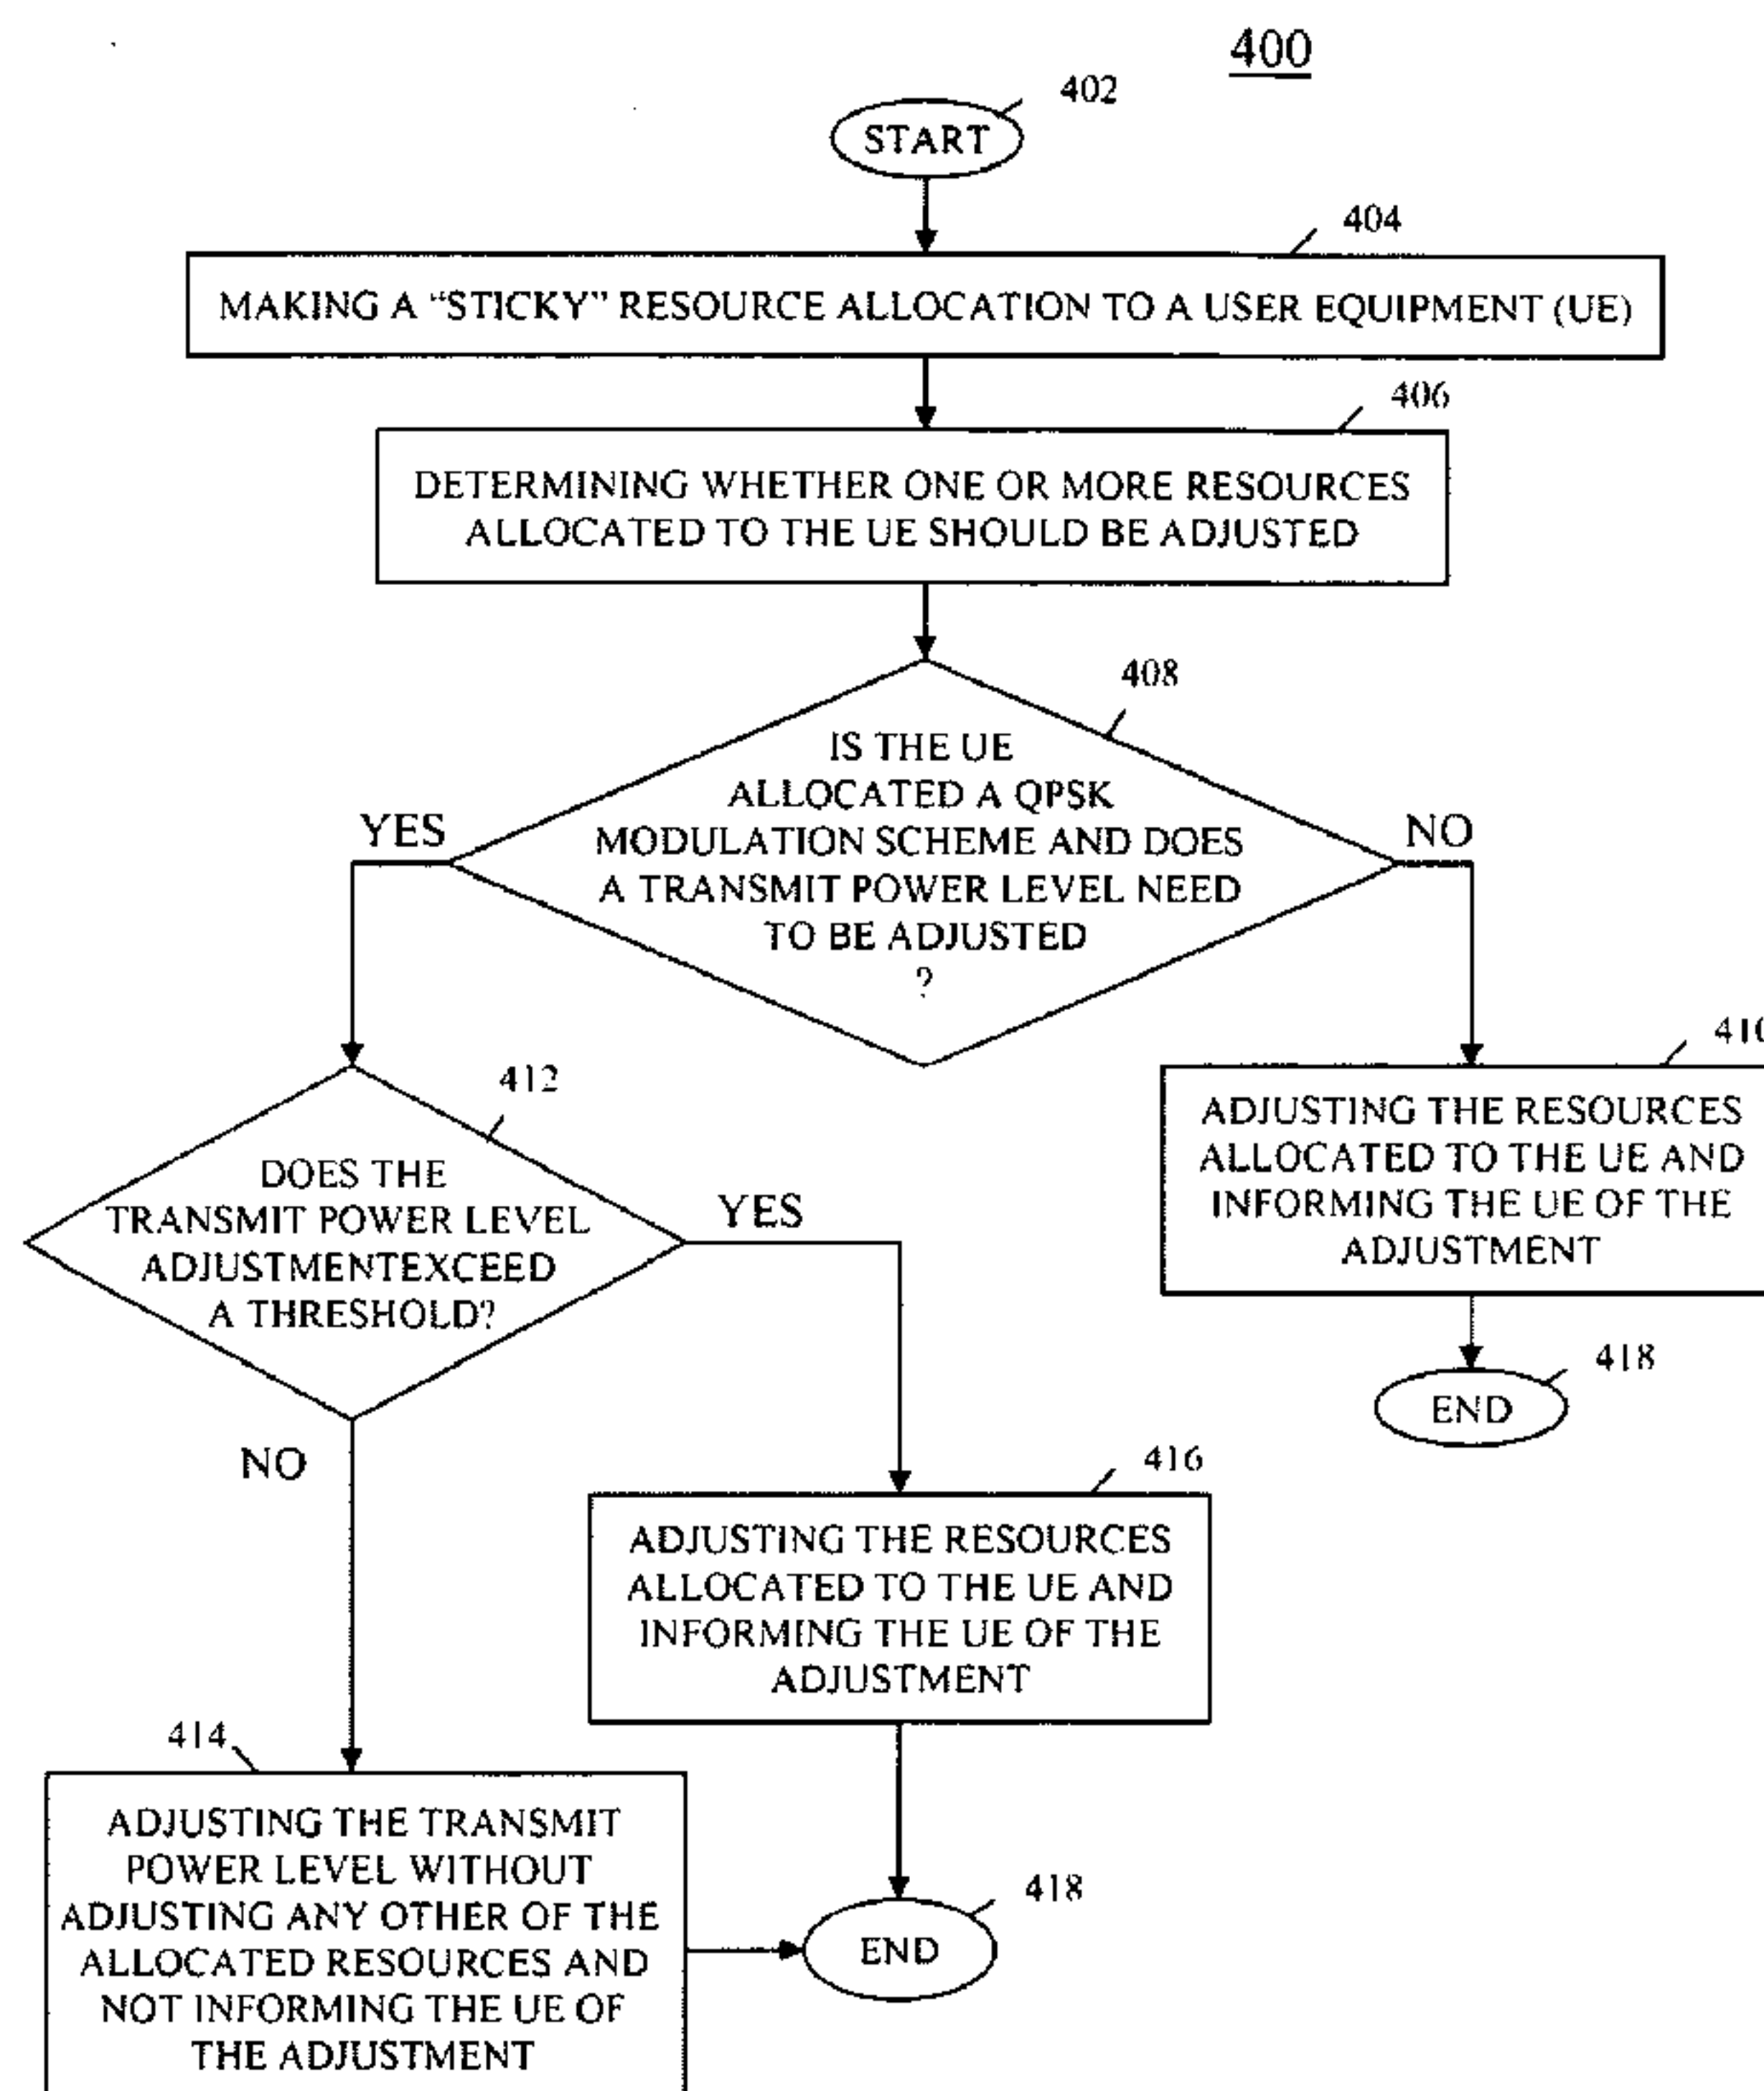 400
402
START
404
MAKING A “STICKY” RESOURCE ALLOCATION TO A USER EQUIPMENT (UE)
406
DETERMINING WHETHER ONE OR MORE RESOURCES
ALLOCATED TO THE UE SHOULD BE ADJUSTED
408
IS THE UE
ALLOCATED A QPSK
MODULATION SCHEME AND DOES
A TRANSMIT POWER LEVEL NEED
TO BE ADJUSTED
?
YES
NO
410
ADJUSTING THE RESOURCES
ALLOCATED TO THE UE AND
INFORMING THE UE OF THE
ADJUSTMENT
418
END
412
DOES THE
TRANSMIT POWER LEVEL
ADJUSTMENTEXCEED
A THRESHOLD?
YES
NO
416
ADJUSTING THE RESOURCES
ALLOCATED TO THE UE AND
INFORMING THE UE OF THE
ADJUSTMENT
414
ADJUSTING THE TRANSMIT
POWER LEVEL WITHOUT
ADJUSTING ANY OTHER OF THE
ALLOCATED RESOURCES AND
NOT INFORMING THE UE OF
THE ADJUSTMENT
418
END